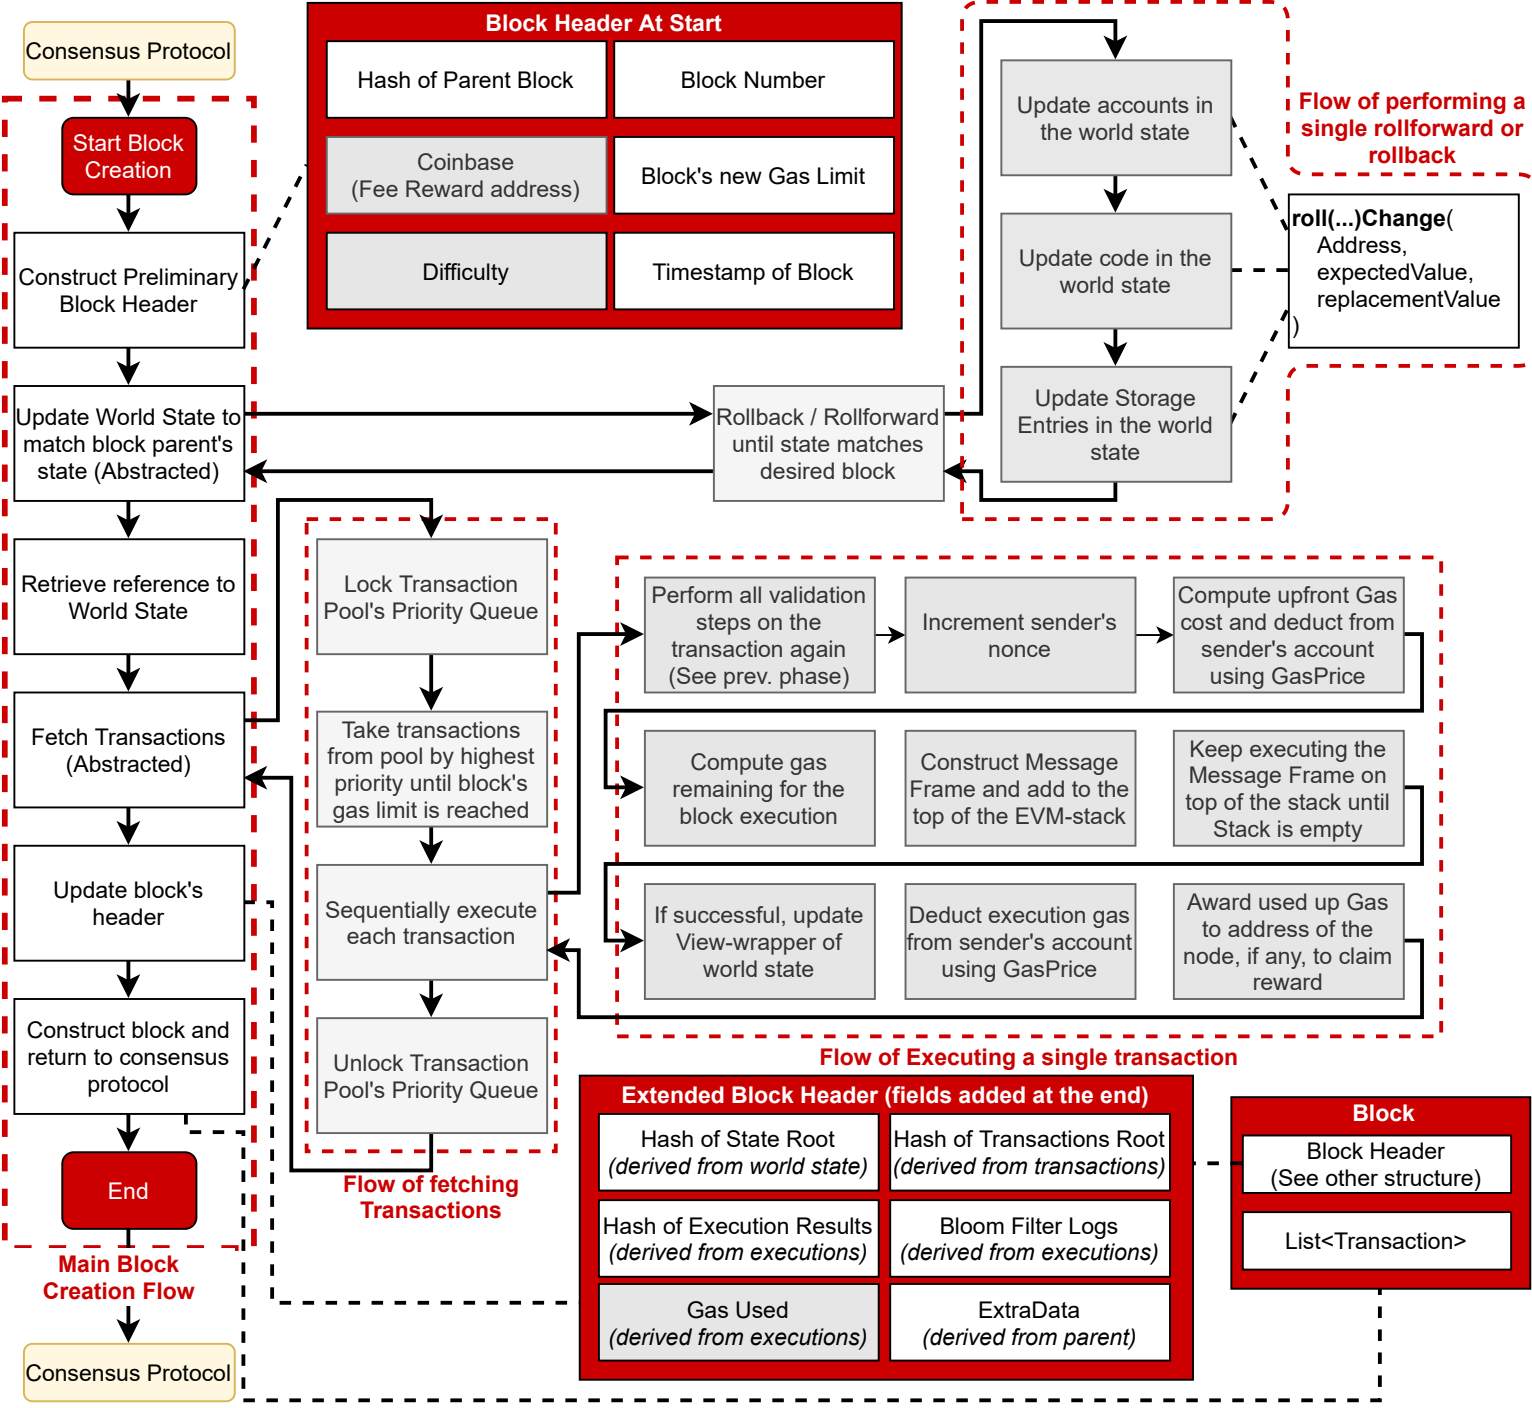 Consensus Protocol
Start Block
Creation
Construct Preliminary
Block Header
Update World State to
match block parent's
state (Abstracted)
Retrieve reference to
World State
Fetch Transactions
(Abstracted)
Update block's
header
Construct block and
return to consensus
protocol
End
Main Block
Creation Flow
Consensus Protocol
Block Header At Start
Hash of Parent Block
Block Number
Coinbase
(Fee Reward address)
Block's new Gas Limit
Difficulty
Timestamp of Block
Rollback / Rollforward
until state matches
desired block
Update accounts in
the world state
Update code in the
world state
Update Storage
Entries in the world
state
Flow of performing a
single rollforward or
rollback
roll(...)Change(
Address,
expectedValue,
replacementValue
)
Lock Transaction
Pool's Priority Queue
Take transactions
from pool by highest
priority until block's
gas limit is reached
Sequentially execute
each transaction
Unlock Transaction
Pool's Priority Queue
Flow of fetching
Transactions
Perform all validation
steps on the
transaction again
(See prev. phase)
Increment sender's
nonce
Compute upfront Gas
cost and deduct from
sender's account
using GasPrice
Compute gas
remaining for the
block execution
Construct Message
Frame and add to the
top of the EVM-stack
Keep executing the
Message Frame on
top of the stack until
Stack is empty
If successful, update
View-wrapper of
world state
Deduct execution gas
from sender's account
using GasPrice
Award used up Gas
to address of the
node, if any, to claim
reward
Flow of Executing a single transaction
Extended Block Header (fields added at the end)
Hash of State Root
(derived from world state)
Hash of Transactions Root
(derived from transactions)
Hash of Execution Results
(derived from executions)
Bloom Filter Logs
(derived from executions)
Gas Used
(derived from executions)
ExtraData
(derived from parent)
Block
Block Header
(See other structure)
List<Transaction>